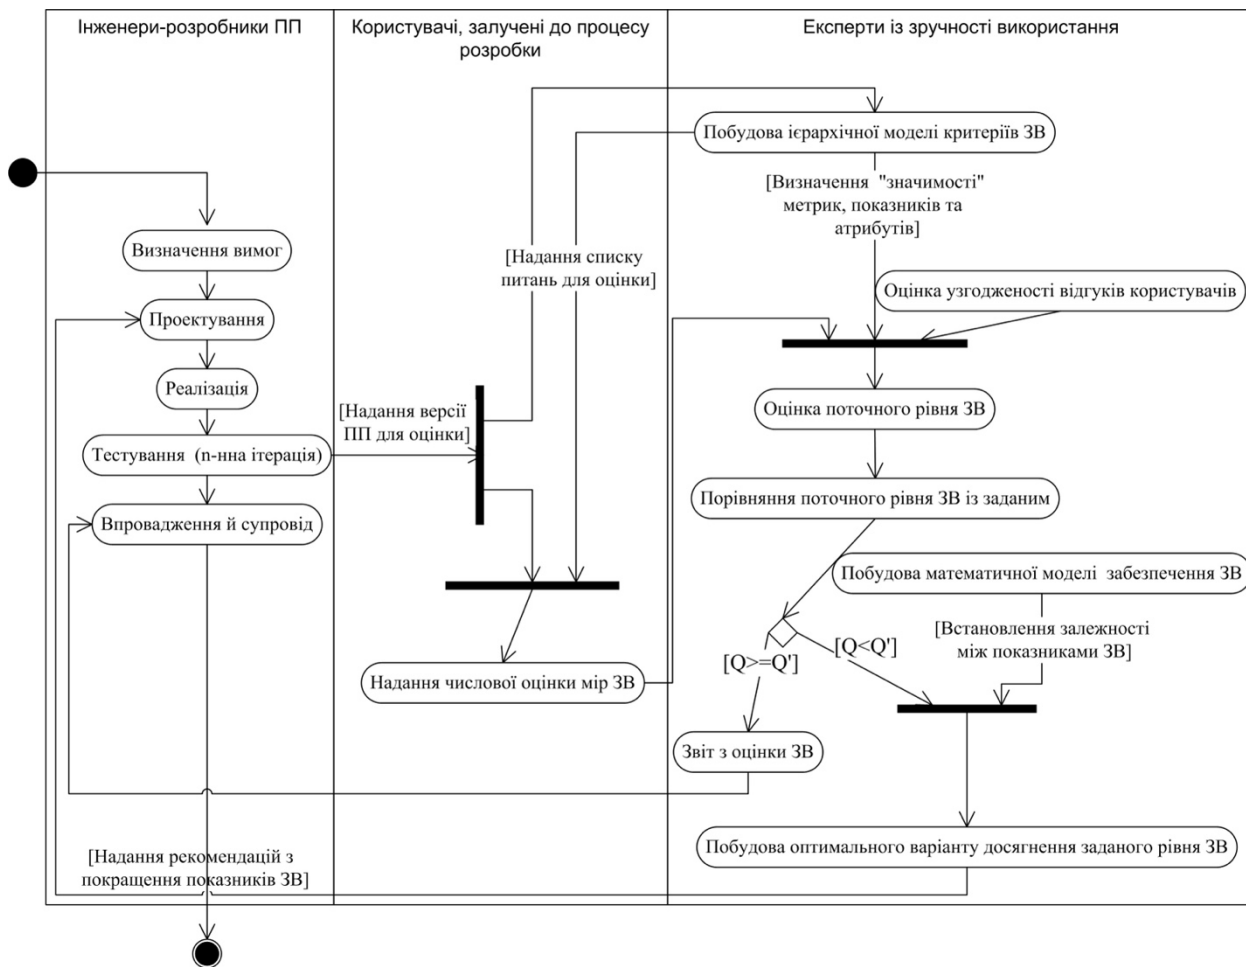 Інженери-розробники ПП
Користувачі, залучені до процесу
розробки
Експерти із зручності використання
Побудова ієрархічної моделі критеріїв ЗВ
[Визначення "значимості"
метрик, показників та
атрибутів]
Визначення вимог
[Надання списку
питань для оцінки]
Оцінка узгодженості відгуків користувачів
Проектування
Реалізація
[Надання версії
ПП для оцінки]
Оцінка поточного рівня ЗВ
Тестування (n-нна ітерація)
Порівняння поточного рівня ЗВ із заданим
Впровадження й супровід
Побудова математичної моделі забезпечення ЗВ
[Встановлення залежності
між показниками ЗВ]
[Q<Q']
[Q>=Q']
Надання числової оцінки мір ЗВ
Звіт з оцінки ЗВ
Побудова оптимального варіанту досягнення заданого рівня ЗВ
[Надання рекомендацій з
покращення показників ЗВ]